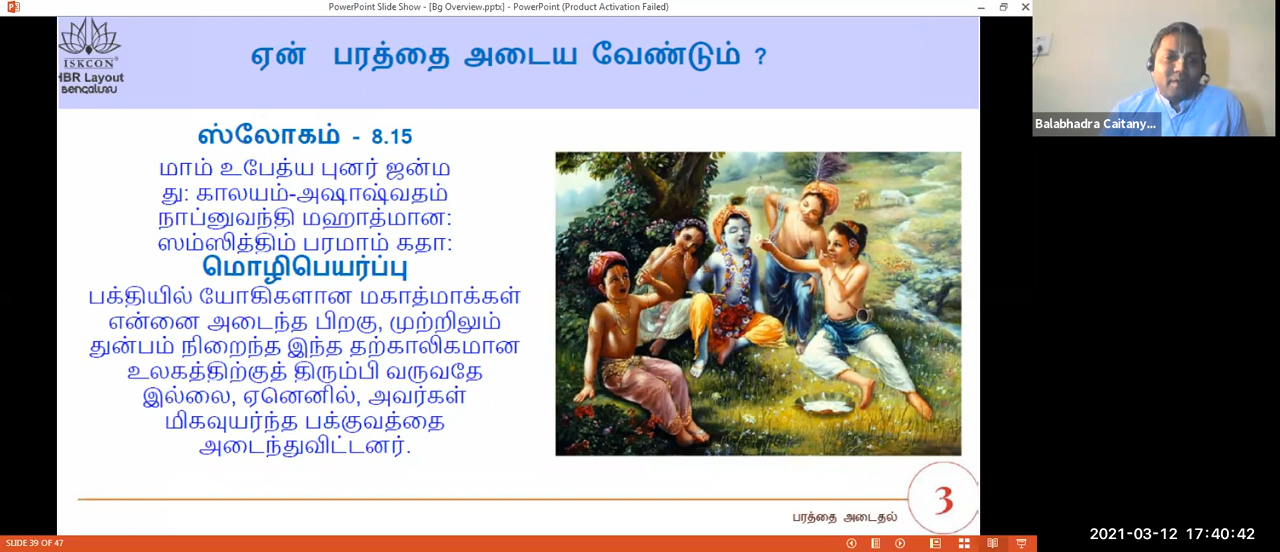 PowerPoint Slide Show - [Bg Overview.pptx] - PowerPoint (Product Activation Failed)
ISKCON
HBR Layout
ಬೆಂಗಳೂರು
ஏன் பரத்தை அடைய வேண்டும் ?
ஸ்லோகம் - 8.15
மாம் உபேத்ய புனர் ஜன்ம
து: காலயம்-அஷாஷ்வதம்
நாப்னுவந்தி மஹாத்மான:
ஸம்ஸித்திம் பரமாம் கதா:
மொழிபெயர்ப்பு
பக்தியில் யோகிகளான மகாத்மாக்கள்
என்னை அடைந்த பிறகு, முற்றிலும்
துன்பம் நிறைந்த இந்த தற்காலிகமான
உலகத்திற்குத் திரும்பி வருவதே
இல்லை, ஏனெனில், அவர்கள்
மிகவுயர்ந்த பக்குவத்தை
அடைந்துவிட்டனர்.
3
பரத்தை அடைதல்
SLIDE 39 OF 47
Balabhadra Caitany...
2021-03-12 17:40:42